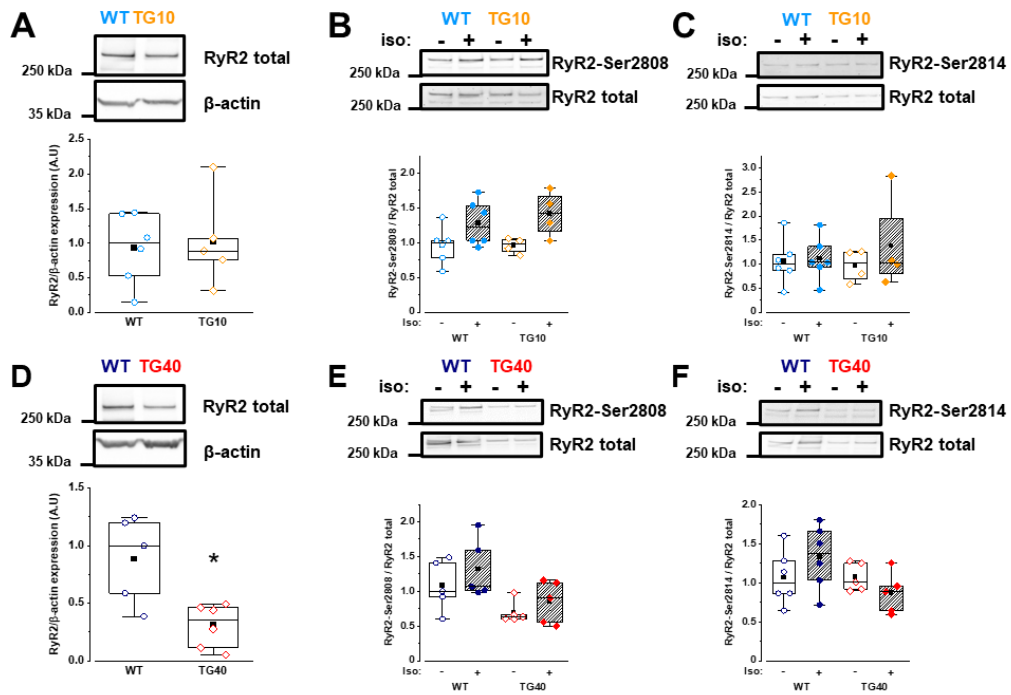 A
WT TG10
RyR2 total
250 kDa
β-actin
35 kDa
RyR2/β-actin expression (A.U)
2.5
2.0
1.5
1.0
0.5
0.0
WT
TG10
B
WT TG10
iso: - + - +
RyR2-Ser2808
250 kDa
RyR2 total
250 kDa
RyR2-Ser2808 / RyR2 total
2.0
1.5
1.0
0.5
0
Iso: - + - +
WT TG10
C
WT TG10
iso: - + - +
RyR2-Ser2814
250 kDa
RyR2 total
250 kDa
RyR2-Ser2814 / RyR2 total
3.0
2.5
2.0
1.5
1.0
0.5
0
Iso: - + - +
WT TG10
D
WT TG40
RyR2 total
250 kDa
β-actin
35 kDa
RyR2/β-actin expression (A.U)
1.5
1.0
0.5
0.0
*
WT
TG40
E
WT TG40
iso: - + - +
RyR2-Ser2808
250 kDa
RyR2 total
250 kDa
RyR2-Ser2808 / RyR2 total
2.0
1.5
1.0
0.5
0
Iso: - + - +
WT TG40
F
WT TG40
iso: - + - +
RyR2-Ser2814
250 kDa
RyR2 total
250 kDa
RyR2-Ser2814 / RyR2 total
2.0
1.5
1.0
0.5
0
Iso: - + - +
WT TG40